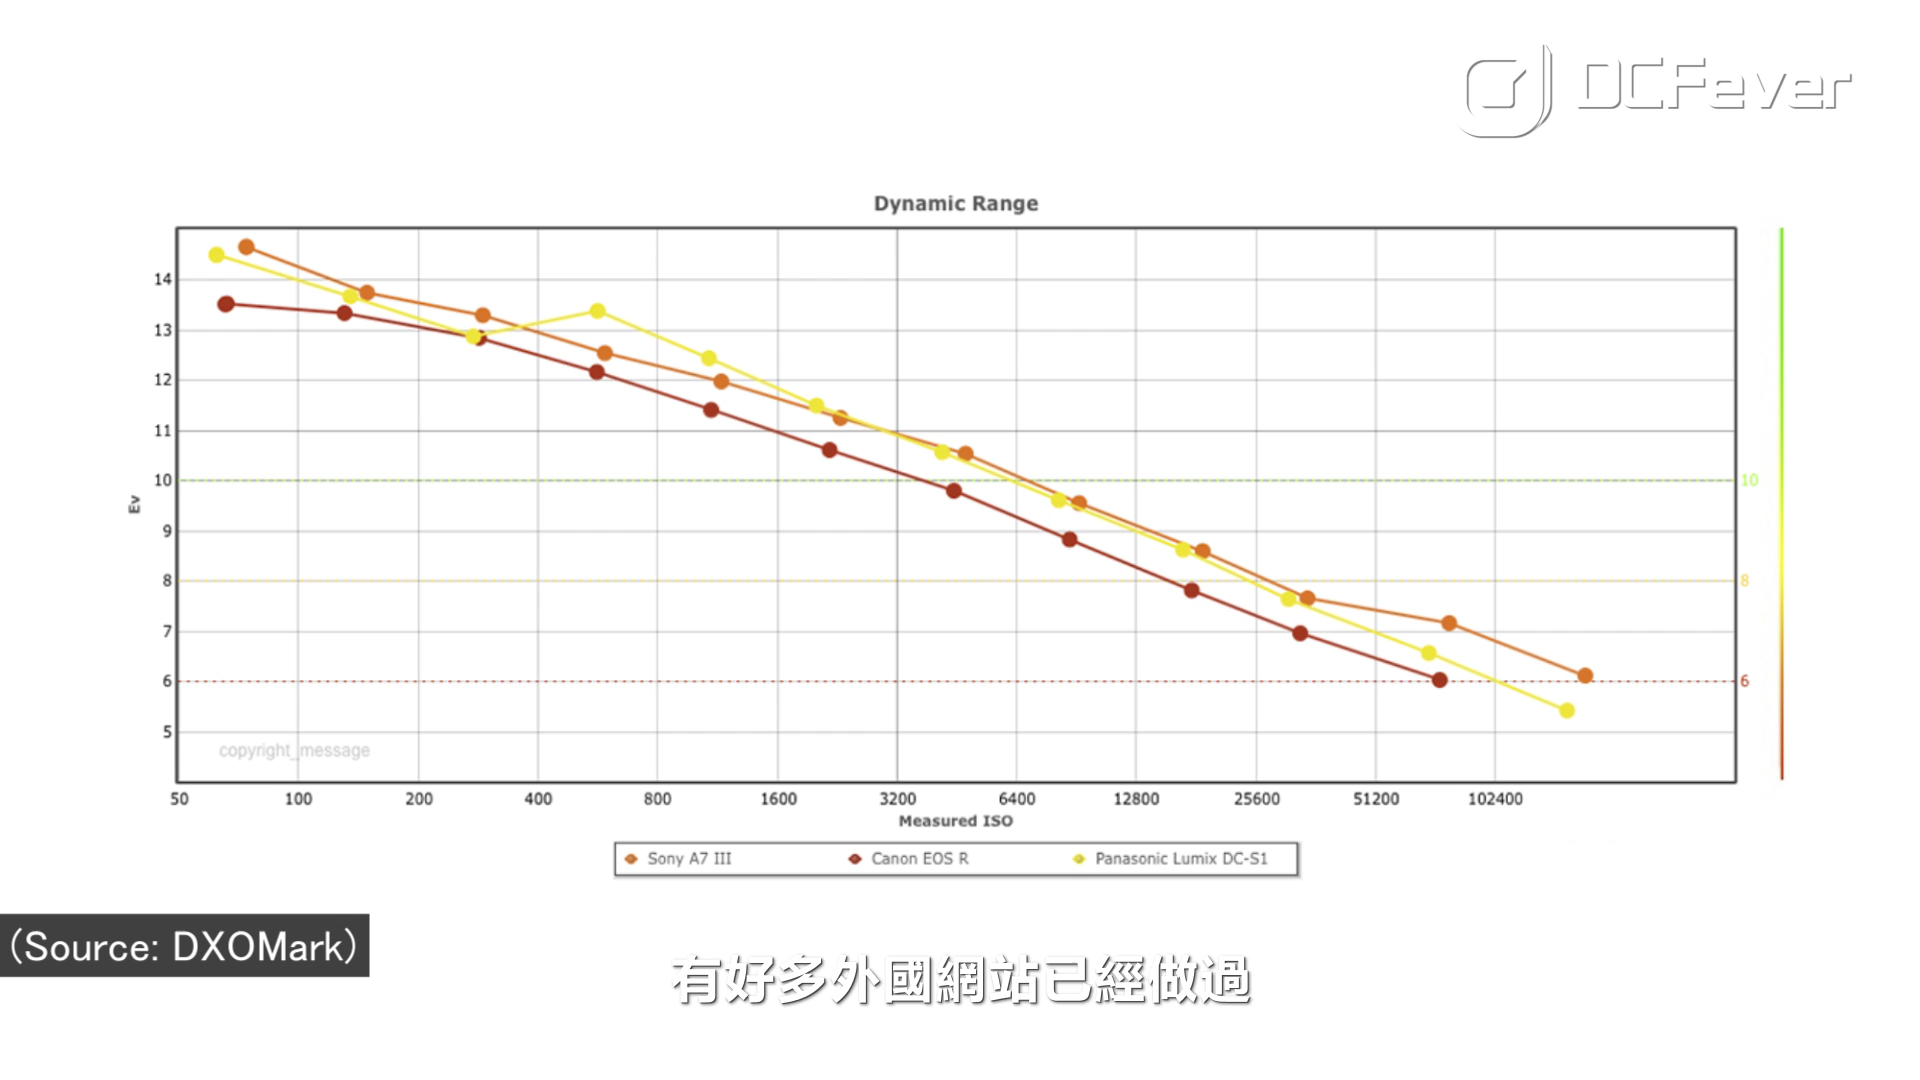 DCFever
Dynamic Range
14
13
12
11
10
9
8
7
6
5
Ev
10
8
6
copyright_message
50 100 200 400 800 1600 3200 6400 12800 25600 51200 102400
Measured ISO
Sony A7 III Canon EOS R Panasonic Lumix DC-S1
(Source: DXOMark)
有好多外國網站已經做過